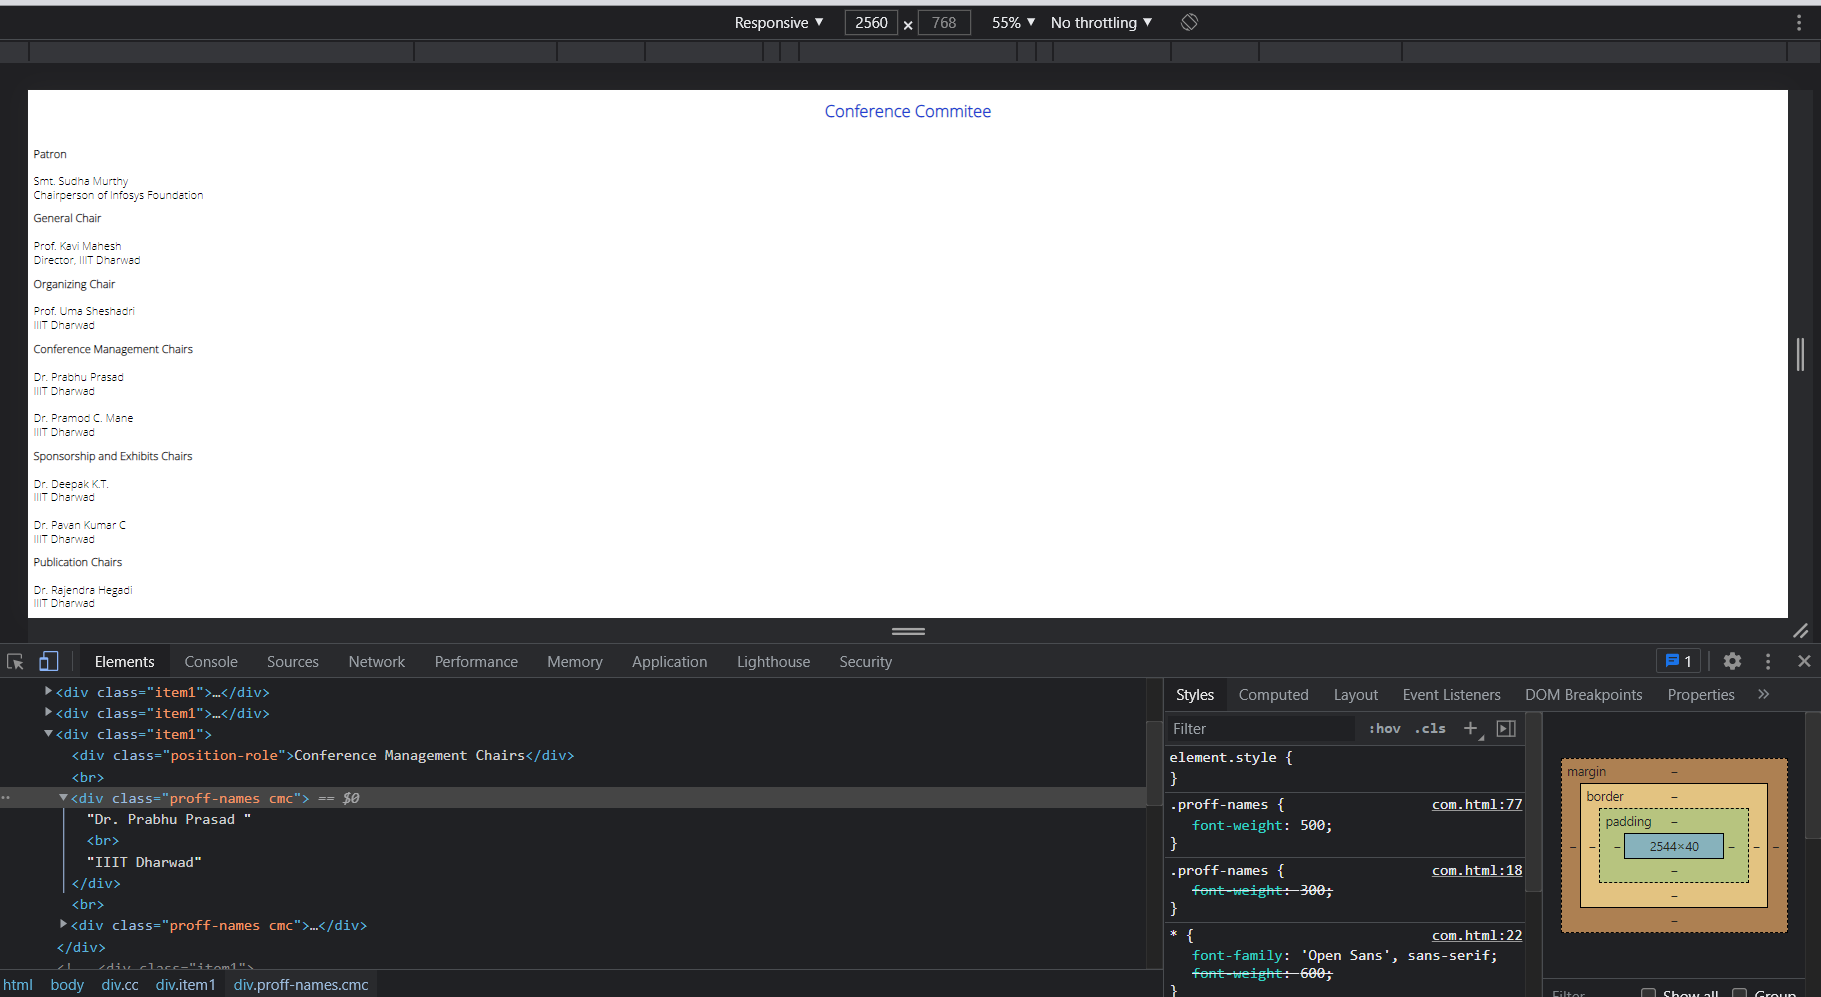 Responsive ▼ 2560 × 768 55% ▼ No throttling ▼
Conference Commitee
Patron
Smt. Sudha Murthy
Chairperson of Infosys Foundation
General Chair
Prof. Kavi Mahesh
Director, IIIT Dharwad
Organizing Chair
Prof. Uma Sheshadri
IIIT Dharwad
Conference Management Chairs
Dr. Prabhu Prasad
IIIT Dharwad
Dr. Pramod C. Mane
IIIT Dharwad
Sponsorship and Exhibits Chairs
Dr. Deepak K.T.
IIIT Dharwad
Dr. Pavan Kumar C
IIIT Dharwad
Publication Chairs
Dr. Rajendra Hegadi
IIIT Dharwad
Elements Console Sources Network Performance Memory Application Lighthouse Security 1
<div class="item1">…</div>
<div class="item1">…</div>
<div class="item1">
<div class="position-role">Conference Management Chairs</div>
<br>
<div class="proff-names cmc"> == $0
"Dr. Prabhu Prasad "
<br>
"IIIT Dharwad"
</div>
<br>
<div class="proff-names cmc">…</div>
</div>
<!-- <div class="item1">
html body div.cc div.item1 div.proff-names.cmc
Styles Computed Layout Event Listeners DOM Breakpoints Properties »
Filter :hov .cls +
element.style {
}
.proff-names { com.html:77
font-weight: 500;
}
.proff-names { com.html:18
font-weight: 300;
}
* { com.html:22
font-family: 'Open Sans', sans-serif;
font-weight: 600;
}
margin –
border –
padding –
– – – 2544×40 – – –
–
–
–
Filter Show all Group